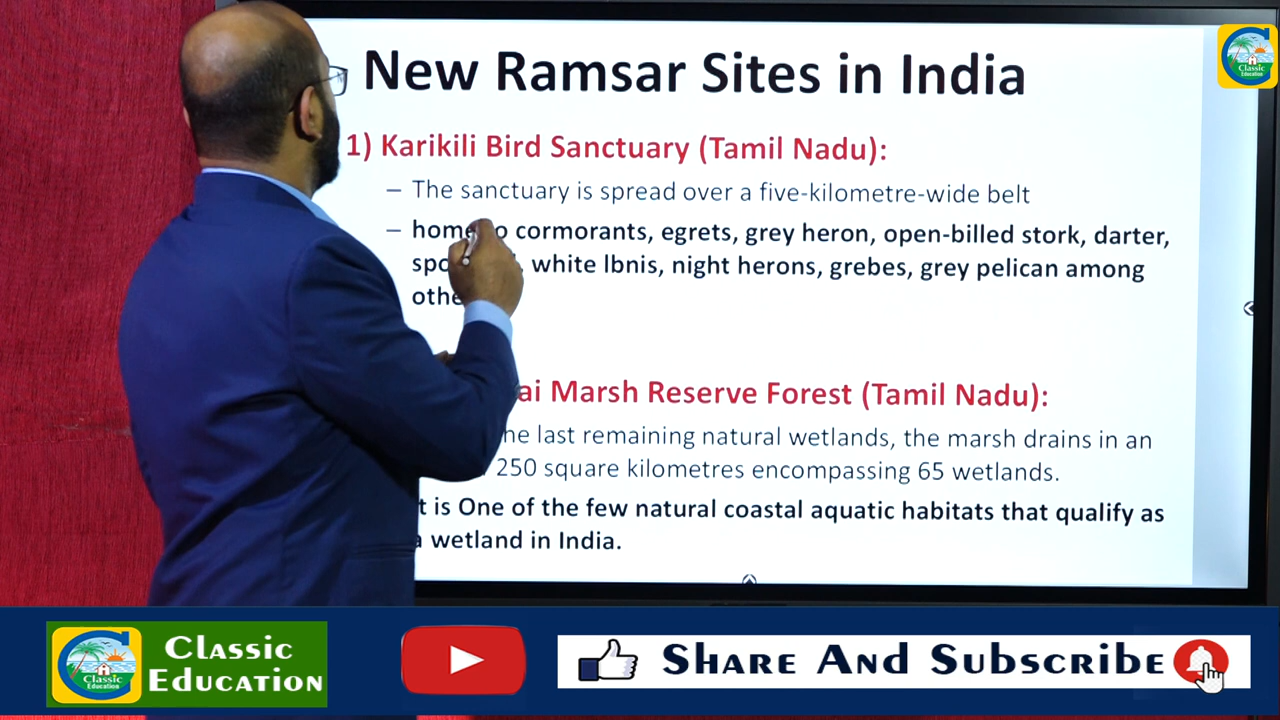 New Ramsar Sites in India
Classic
Education
1) Karikili Bird Sanctuary (Tamil Nadu):
– The sanctuary is spread over a five-kilometre-wide belt
– home o cormorants, egrets, grey heron, open-billed stork, darter,
white lbnis, night herons, grebes, grey pelican among
Marsh Reserve Forest (Tamil Nadu):
last remaining natural wetlands, the marsh drains in an
250 square kilometres encompassing 65 wetlands.
is One of the few natural coastal aquatic habitats that qualify as
a wetland in India.
Classic
Education
Classic
Education
Share And Subscribe